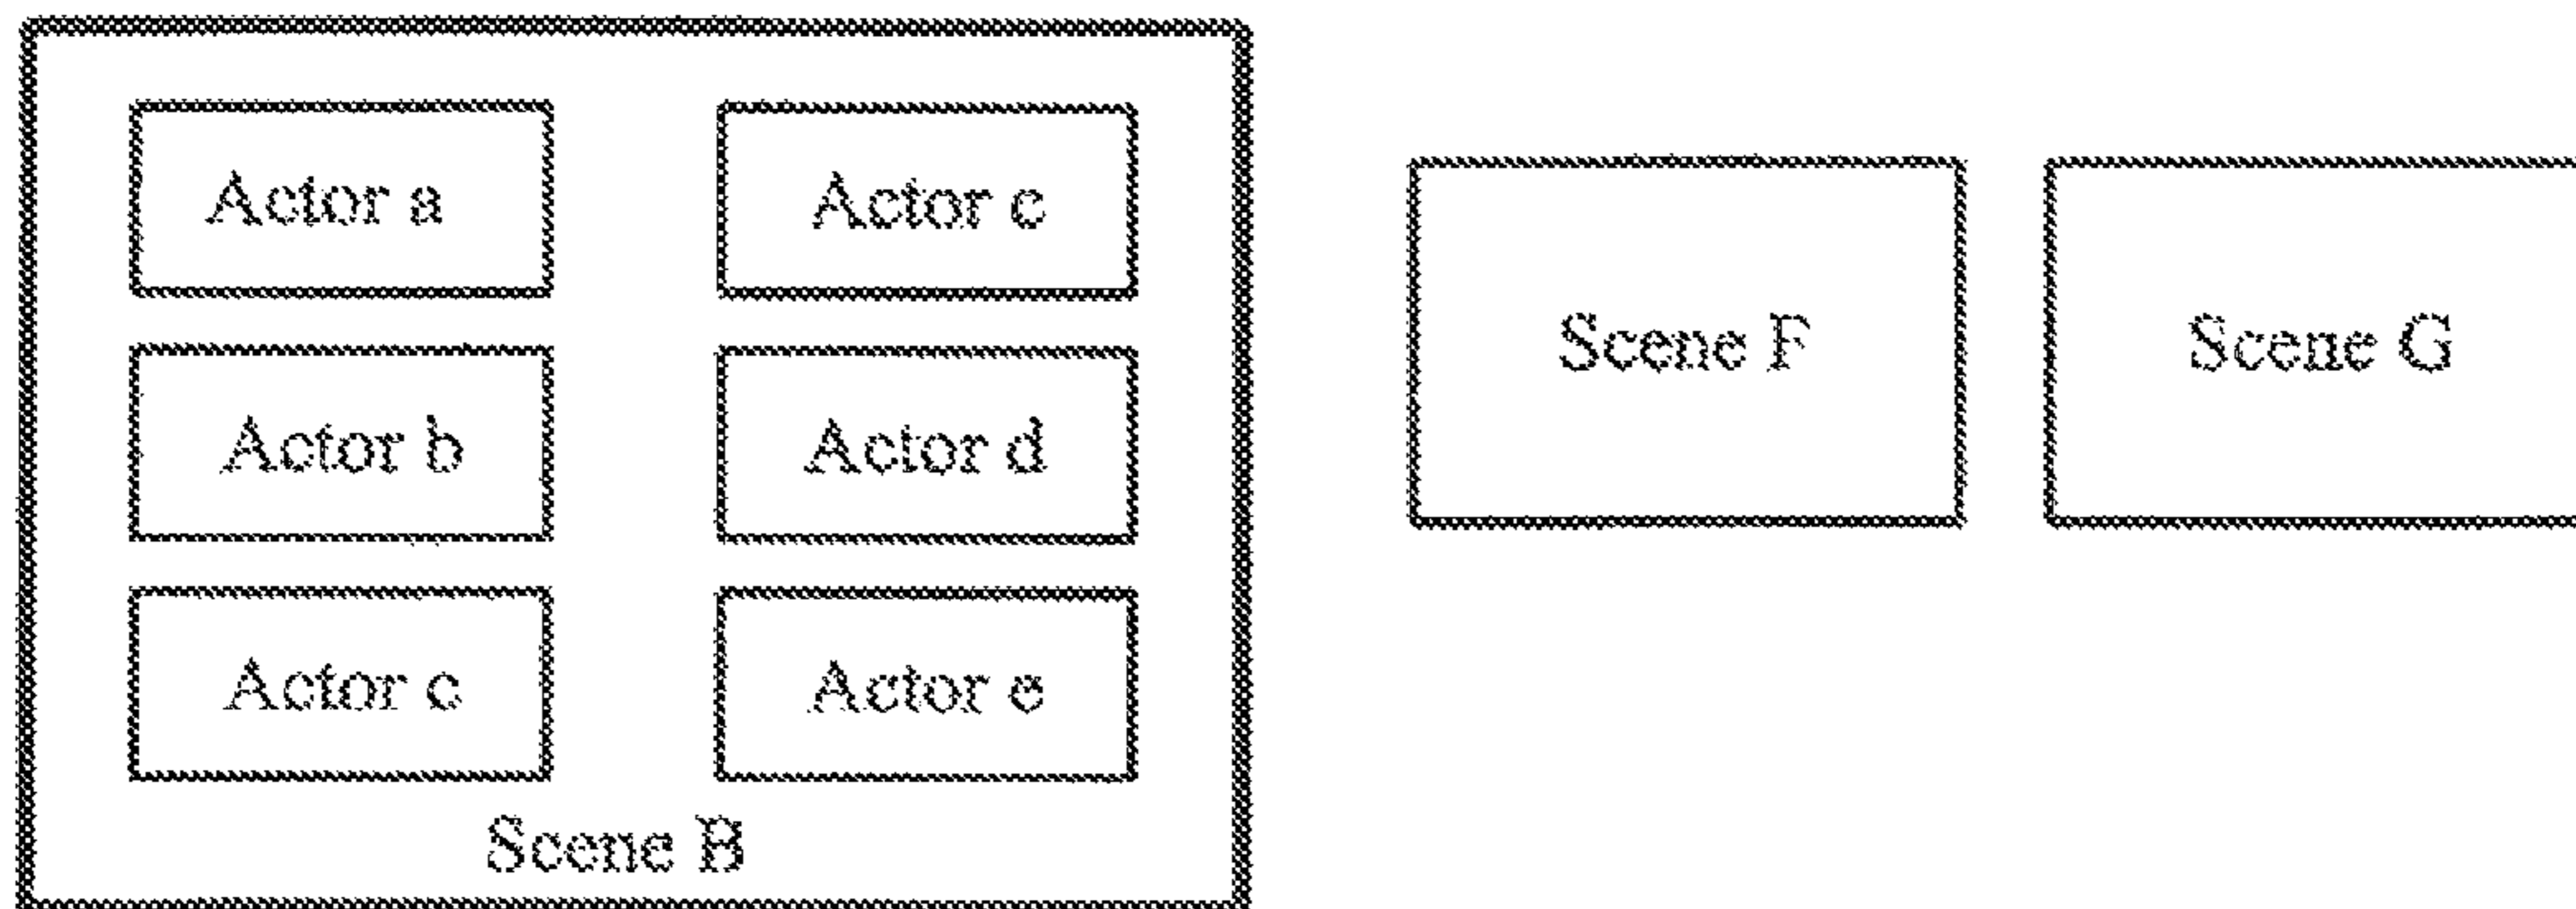 Actor a
Actor c
Actor b
Actor d
Actor c
Actor e
Scene B
Scene F
Scene G